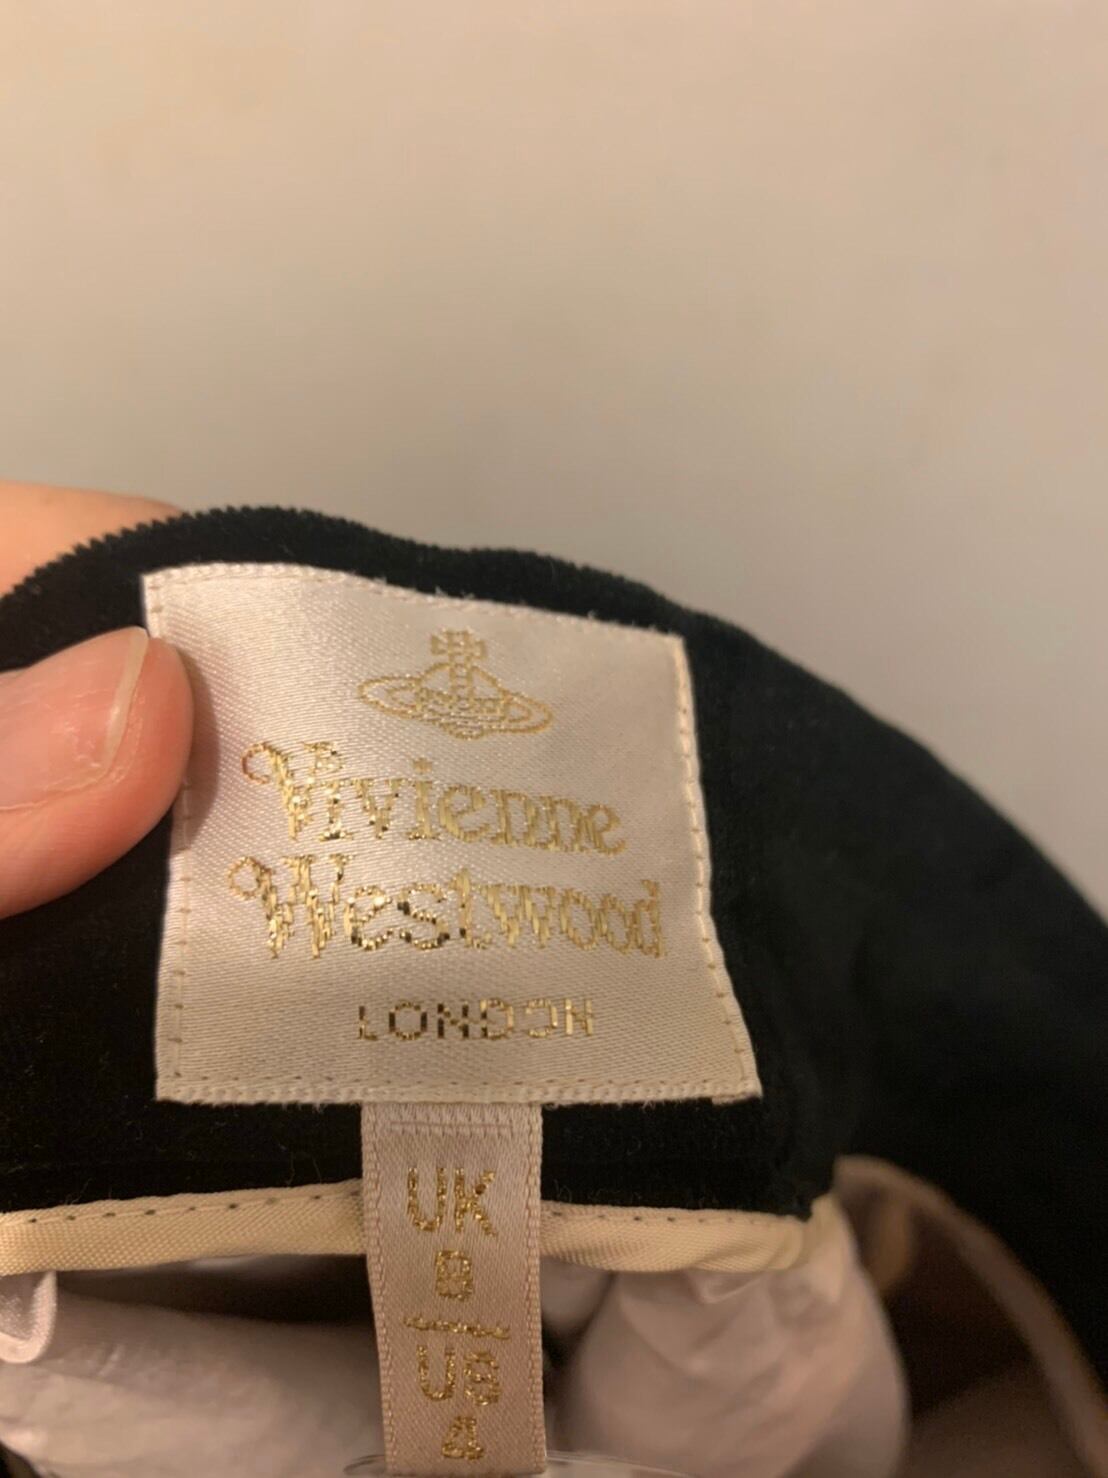 Vivienne
Westwood
LONDON
UK
8
/
US
4